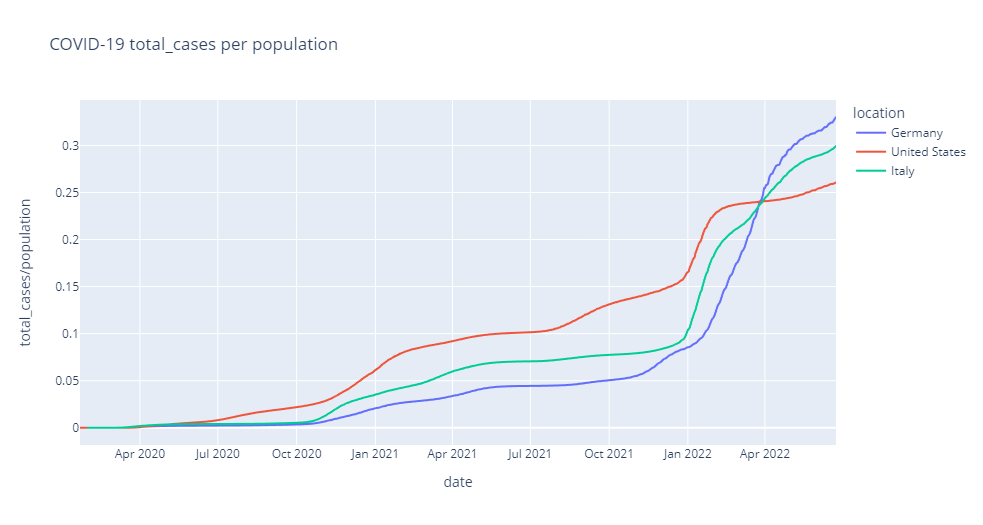 COVID-19 total_cases per population
location
Germany
United States
Italy
total_cases/population
0.3
0.25
0.2
0.15
0.1
0.05
0
Apr 2020 Jul 2020 Oct 2020 Jan 2021 Apr 2021 Jul 2021 Oct 2021 Jan 2022 Apr 2022
date